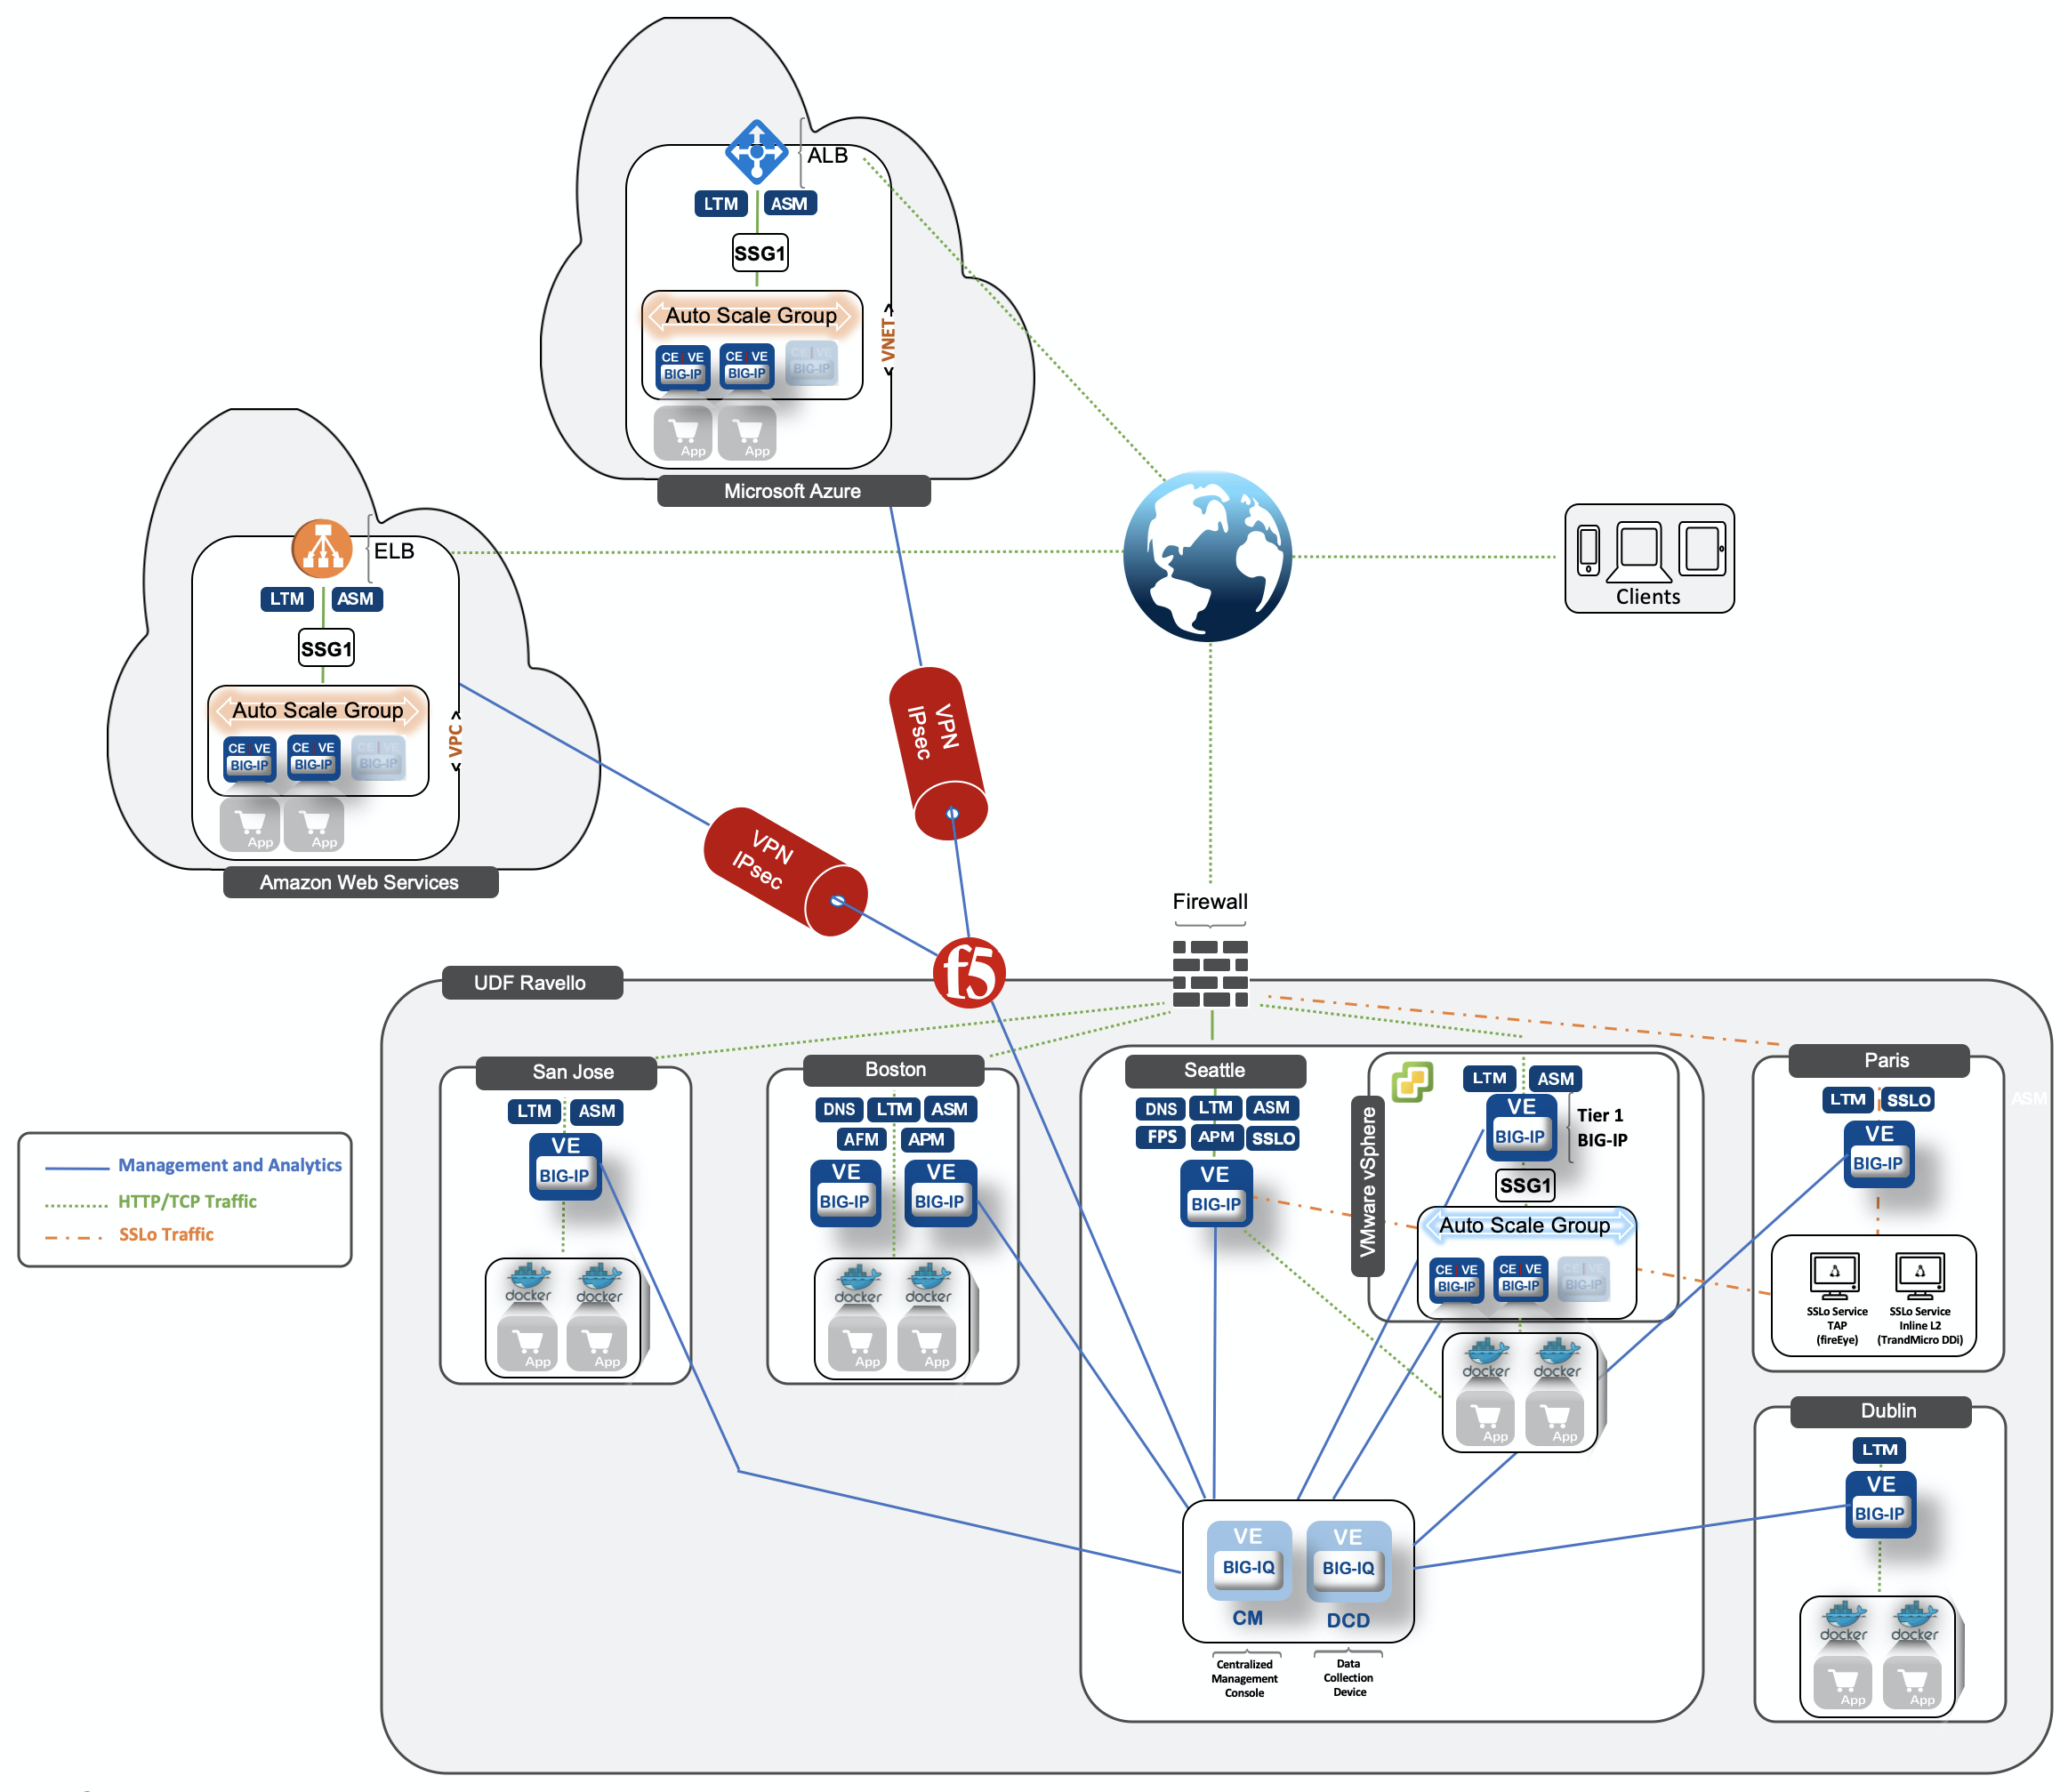 ALB
LTM
ASM
SSG1
Auto Scale Group
CE | VE
BIG-IP
CE | VE
BIG-IP
CE | VE
BIG-IP
<VNET>
App
App
Microsoft Azure
ELB
LTM
ASM
SSG1
Auto Scale Group
CE | VE
BIG-IP
CE | VE
BIG-IP
CE | VE
BIG-IP
<VPC>
App
App
Amazon Web Services
Clients
VPN
IPsec
VPN
IPsec
f5
Firewall
UDF Ravello
Management and Analytics
HTTP/TCP Traffic
SSLo Traffic
San Jose
LTM
ASM
VE
BIG-IP
docker
docker
App
App
Boston
DNS
LTM
ASM
AFM
APM
VE
BIG-IP
VE
BIG-IP
docker
docker
App
App
Seattle
DNS
LTM
ASM
FPS
APM
SSLO
VE
BIG-IP
VMware vSphere
LTM
ASM
VE
BIG-IP
Tier 1
BIG-IP
SSG1
Auto Scale Group
CE | VE
BIG-IP
CE | VE
BIG-IP
CE | VE
BIG-IP
docker
docker
App
App
VE
BIG-IQ
CM
VE
BIG-IQ
DCD
Centralized
Management
Console
Data
Collection
Device
Paris
LTM
SSLO
ASM
VE
BIG-IP
SSLo Service
TAP
(fireEye)
SSLo Service
Inline L2
(TrandMicro DDi)
Dublin
LTM
VE
BIG-IP
docker
docker
App
App